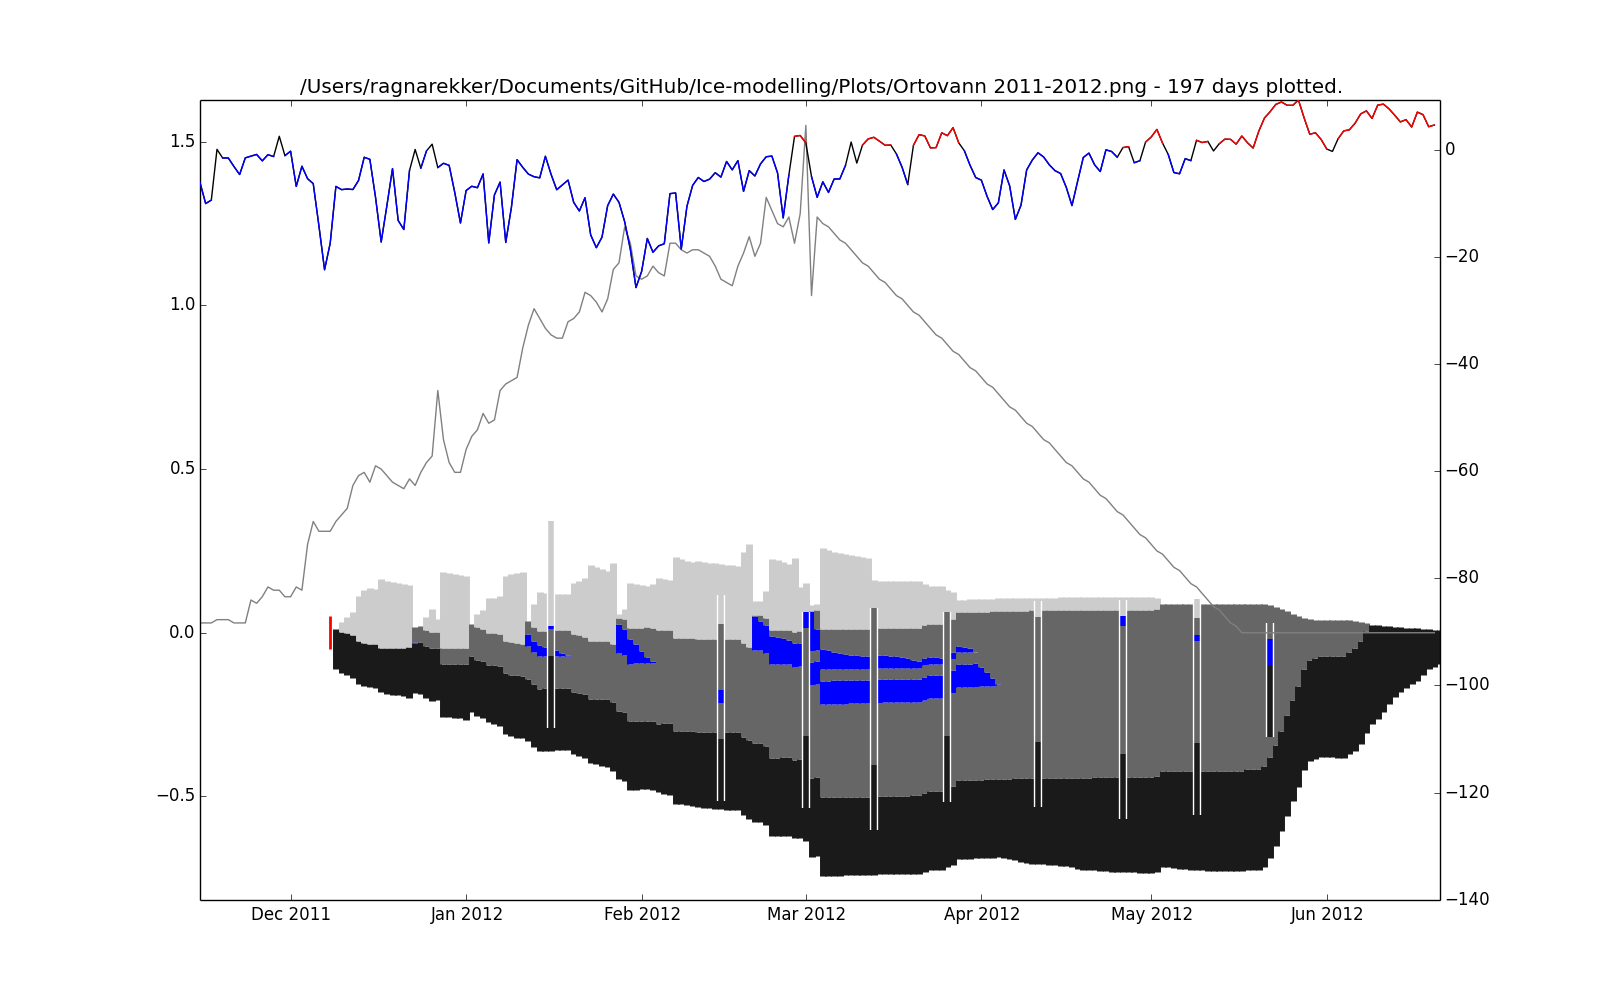 /Users/ragnarekker/Documents/GitHub/Ice-modelling/Plots/Ortovann 2011-2012.png - 197 days plotted.
1.5
1.0
0.5
0.0
−0.5
0
−20
−40
−60
−80
−100
−120
−140
Dec 2011
Jan 2012
Feb 2012
Mar 2012
Apr 2012
May 2012
Jun 2012